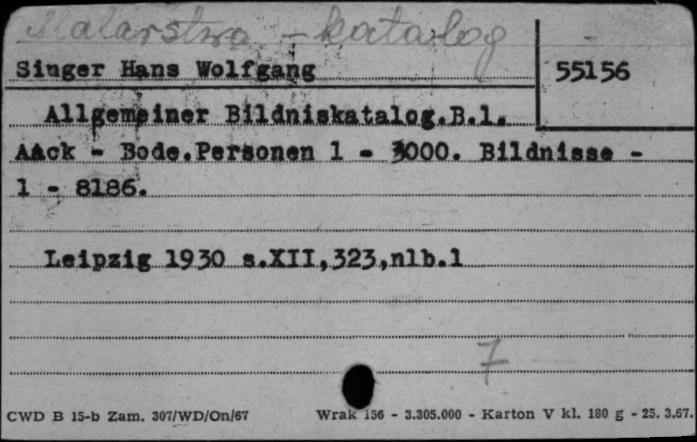 Malarstwo - katalog
Singer Hans Wolfgang
55156
Allgemeiner Bildniskatalog.B.1.
Aack - Bode.Personen 1 - 3000. Bildnisse -
1 - 8186.
Leipzig 1930 s.XII,323,nlb.1
7
CWD B 15-b Zam. 307/WD/On/67 Wrak 156 - 3.305.000 - Karton V kl. 180 g - 25. 3.67.